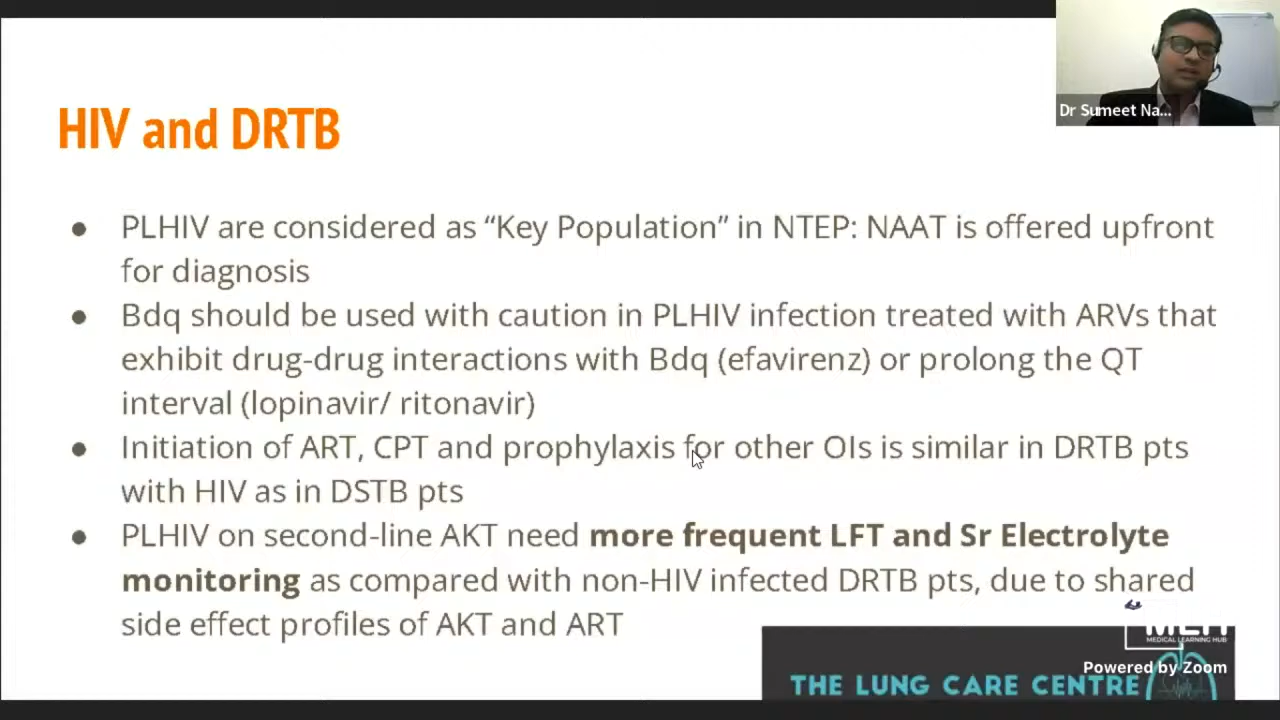 HIV and DRTB
Dr Sumeet Na...
● PLHIV are considered as “Key Population” in NTEP: NAAT is offered upfront
for diagnosis
● Bdq should be used with caution in PLHIV infection treated with ARVs that
exhibit drug-drug interactions with Bdq (efavirenz) or prolong the QT
interval (lopinavir/ ritonavir)
● Initiation of ART, CPT and prophylaxis for other OIs is similar in DRTB pts
with HIV as in DSTB pts
● PLHIV on second-line AKT need more frequent LFT and Sr Electrolyte
monitoring as compared with non-HIV infected DRTB pts, due to shared
side effect profiles of AKT and ART
MEDICAL LEARNING HUB
Powered by Zoom
THE LUNG CARE CENTRE